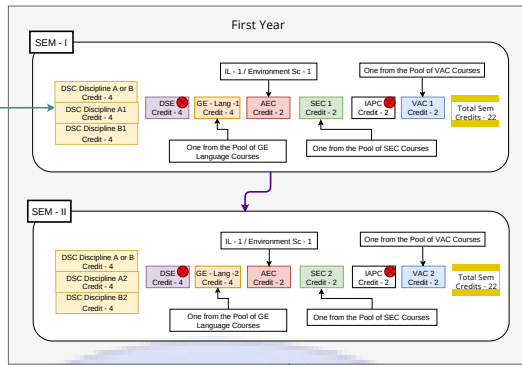 First Year
SEM - I
IL - 1 / Environment Sc - 1
One from the Pool of VAC Courses
DSC Discipline A or B
Credit - 4
DSC Discipline A1
Credit - 4
DSC Discipline B1
Credit - 4
DSE
Credit - 4
GE - Lang -1
Credit - 4
AEC
Credit - 2
SEC 1
Credit - 2
IAPC
Credit - 2
VAC 1
Credit - 2
Total Sem
Credits - 22
One from the Pool of GE
Language Courses
One from the Pool of SEC Courses
SEM - II
IL - 1 / Environment Sc - 1
One from the Pool of VAC Courses
DSC Discipline A or B
Credit - 4
DSC Discipline A2
Credit - 4
DSC Discipline B2
Credit - 4
DSE
Credit - 4
GE - Lang -2
Credit - 4
AEC
Credit - 2
SEC 2
Credit - 2
IAPC
Credit - 2
VAC 2
Credit - 2
Total Sem
Credits - 22
One from the Pool of GE
Language Courses
One from the Pool of SEC Courses